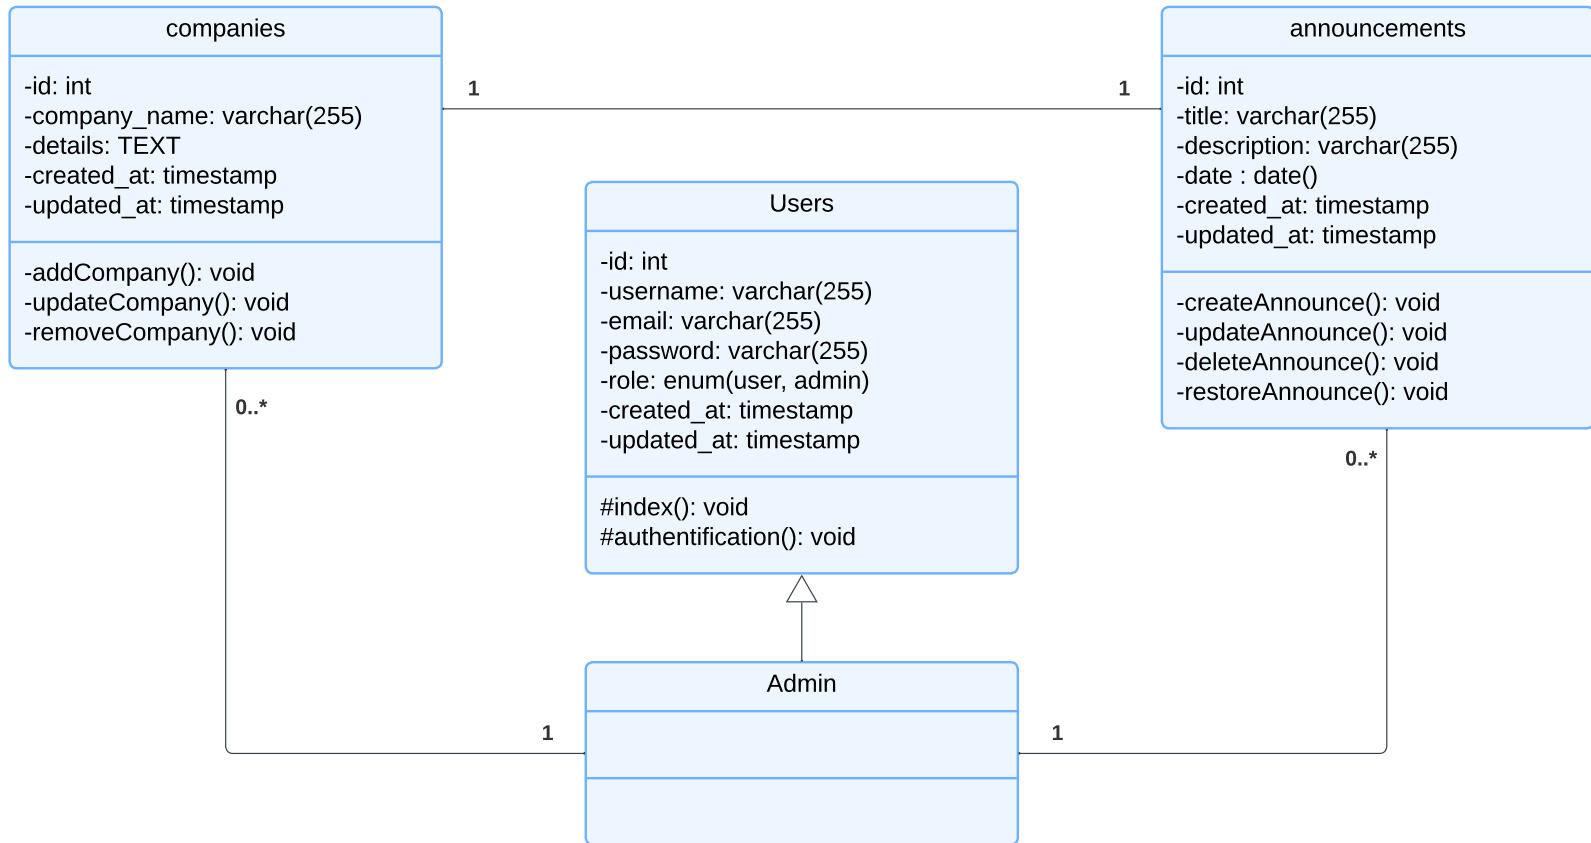 companies
-id: int
-company_name: varchar(255)
-details: TEXT
-created_at: timestamp
-updated_at: timestamp
-addCompany(): void
-updateCompany(): void
-removeCompany(): void
1
1
announcements
-id: int
-title: varchar(255)
-description: varchar(255)
-date : date()
-created_at: timestamp
-updated_at: timestamp
-createAnnounce(): void
-updateAnnounce(): void
-deleteAnnounce(): void
-restoreAnnounce(): void
Users
-id: int
-username: varchar(255)
-email: varchar(255)
-password: varchar(255)
-role: enum(user, admin)
-created_at: timestamp
-updated_at: timestamp
#index(): void
#authentification(): void
0..*
0..*
Admin
1
1